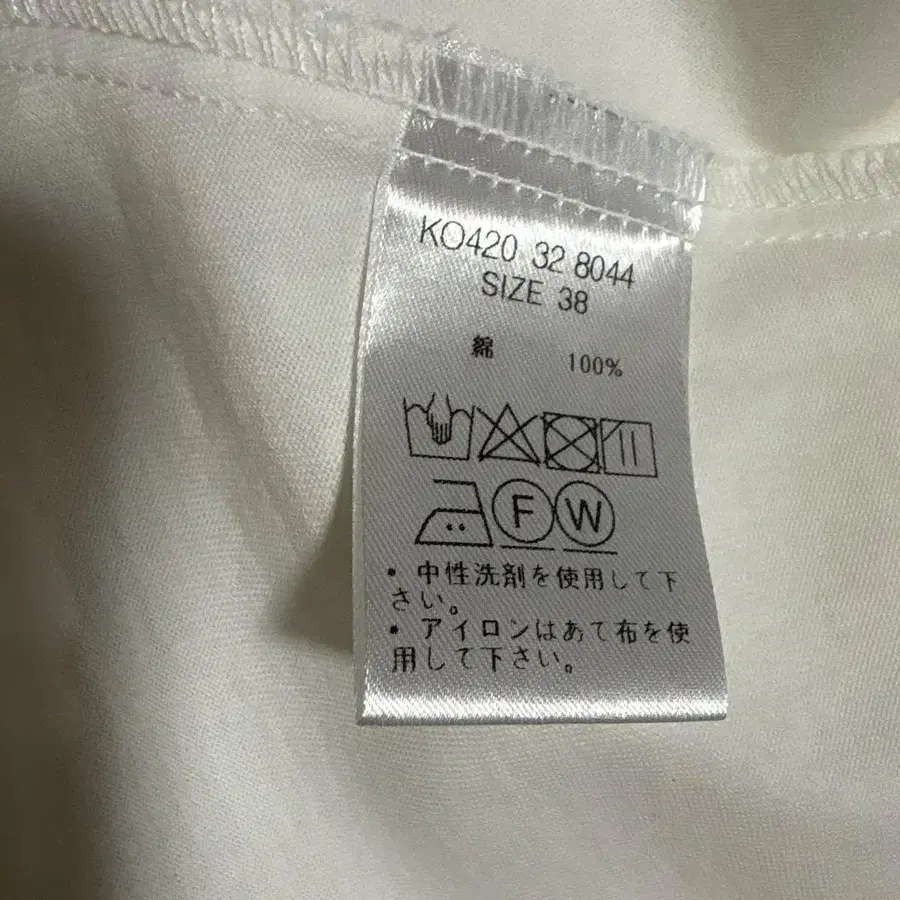 KO420 32 8044
SIZE 38
綿 100%
F W
• 中性洗剤を使用して下
さい。
• アイロンはあて布を使
用して下さい。